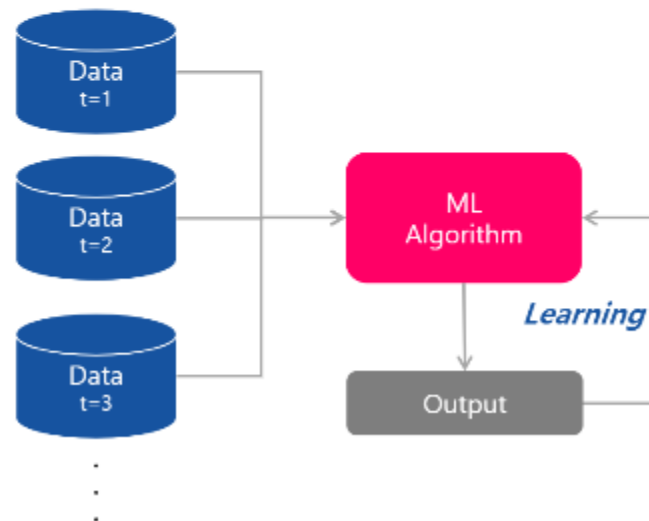 Data
t=1
Data
t=2
Data
t=3
ML
Algorithm
Learning
Output